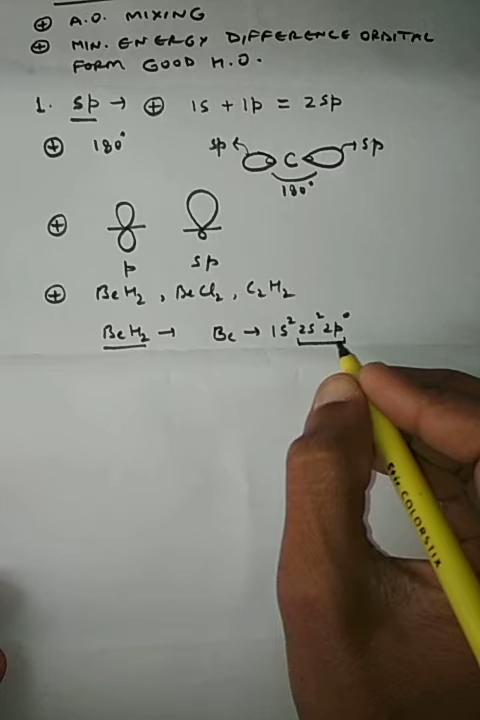 ⊕ A.O. MIXING
⊕ MIN. ENERGY DIFFERENCE ORBITAL
FORM GOOD H.O.
1. sp → ⊕ 1s + 1p = 2sp
⊕ 180°
sp C sp
180°
⊕
p sp
⊕ BeH₂, BeCl₂, C₂H₂
BeH₂ → Be → 1s² 2s² 2p⁰
COLORSTIX